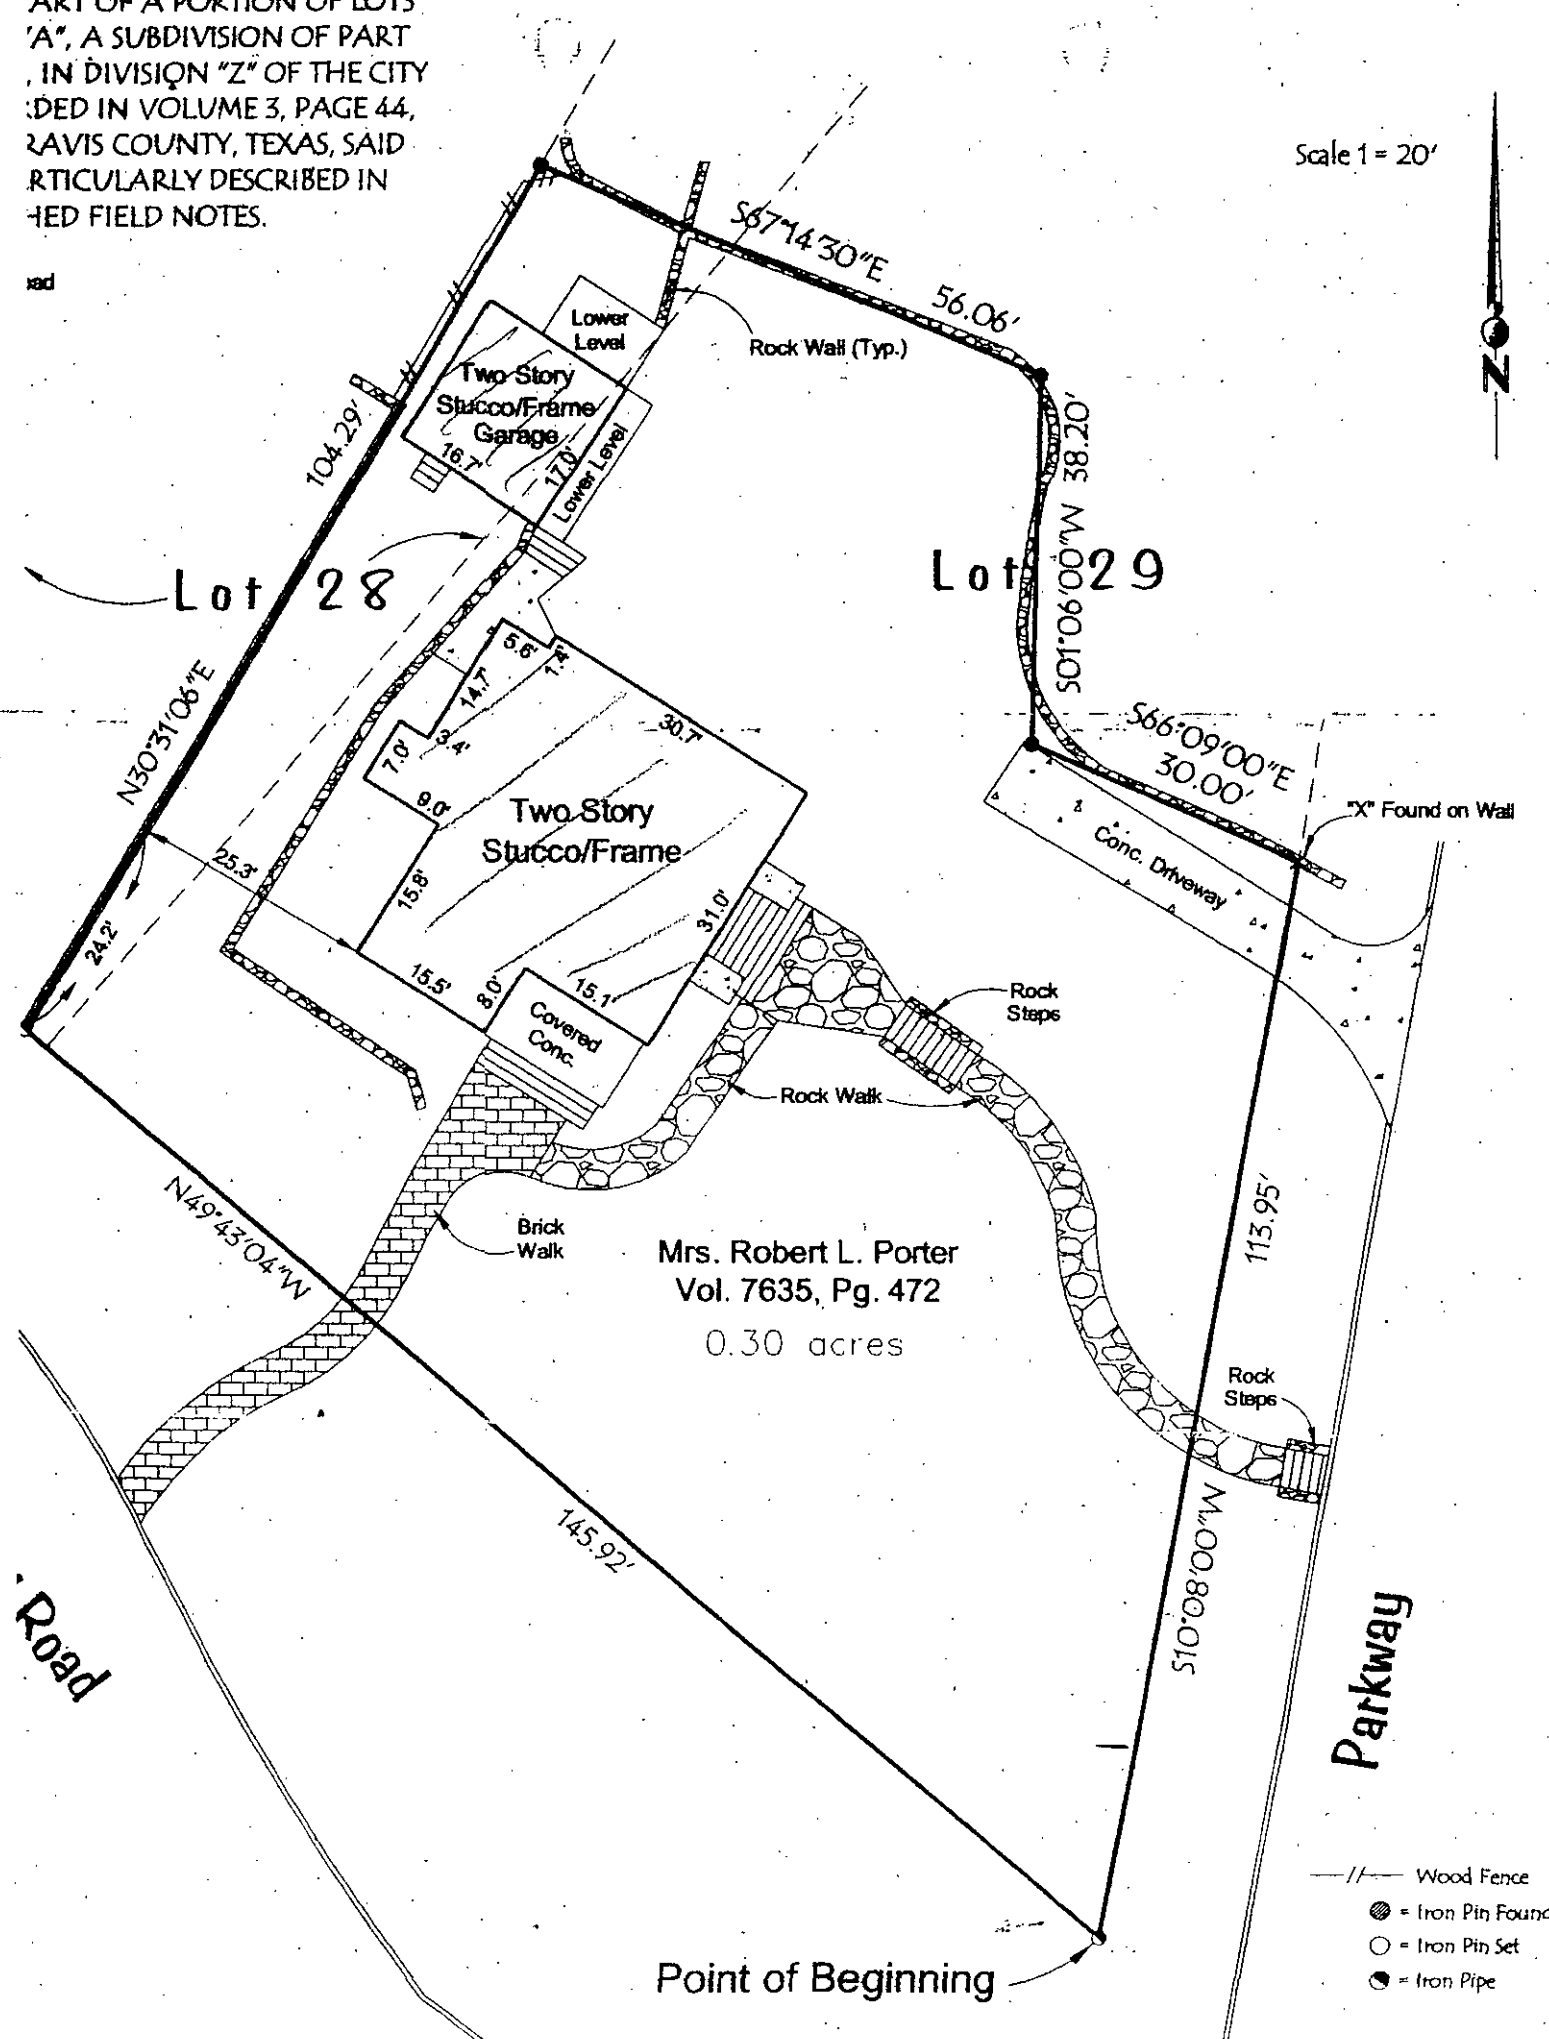 ART OF A PORTION OF LOTS
"A", A SUBDIVISION OF PART
, IN DIVISION "Z" OF THE CITY
DED IN VOLUME 3, PAGE 44,
RAVIS COUNTY, TEXAS, SAID
RTICULARLY DESCRIBED IN
HED FIELD NOTES.
oad
Scale 1 = 20'
N
S67°14'30"E
56.06'
Lower
Level
Rock Wall (Typ.)
Two Story
Stucco/Frame
Garage
16.7'
17.0'
Lower Level
104.29'
38.20'
S01°06'00"W
Lot 28
Lot 29
N30°31'06"E
5.6'
1.4'
14.7'
30.7'
3.4'
7.0'
9.0'
S66°09'00"E
30.00'
"X" Found on Wall
Two Story
Stucco/Frame
Conc. Driveway
25.3'
15.8'
31.0'
24.2'
15.5'
8.0'
15.1'
Covered
Conc.
Rock
Steps
Rock Walk
N49°43'04"W
Brick
Walk
113.95'
Mrs. Robert L. Porter
Vol. 7635, Pg. 472
0.30 acres
Rock
Steps
145.92'
S10°08'00"W
Road
Parkway
Wood Fence
= Iron Pin Found
= Iron Pin Set
= Iron Pipe
Point of Beginning